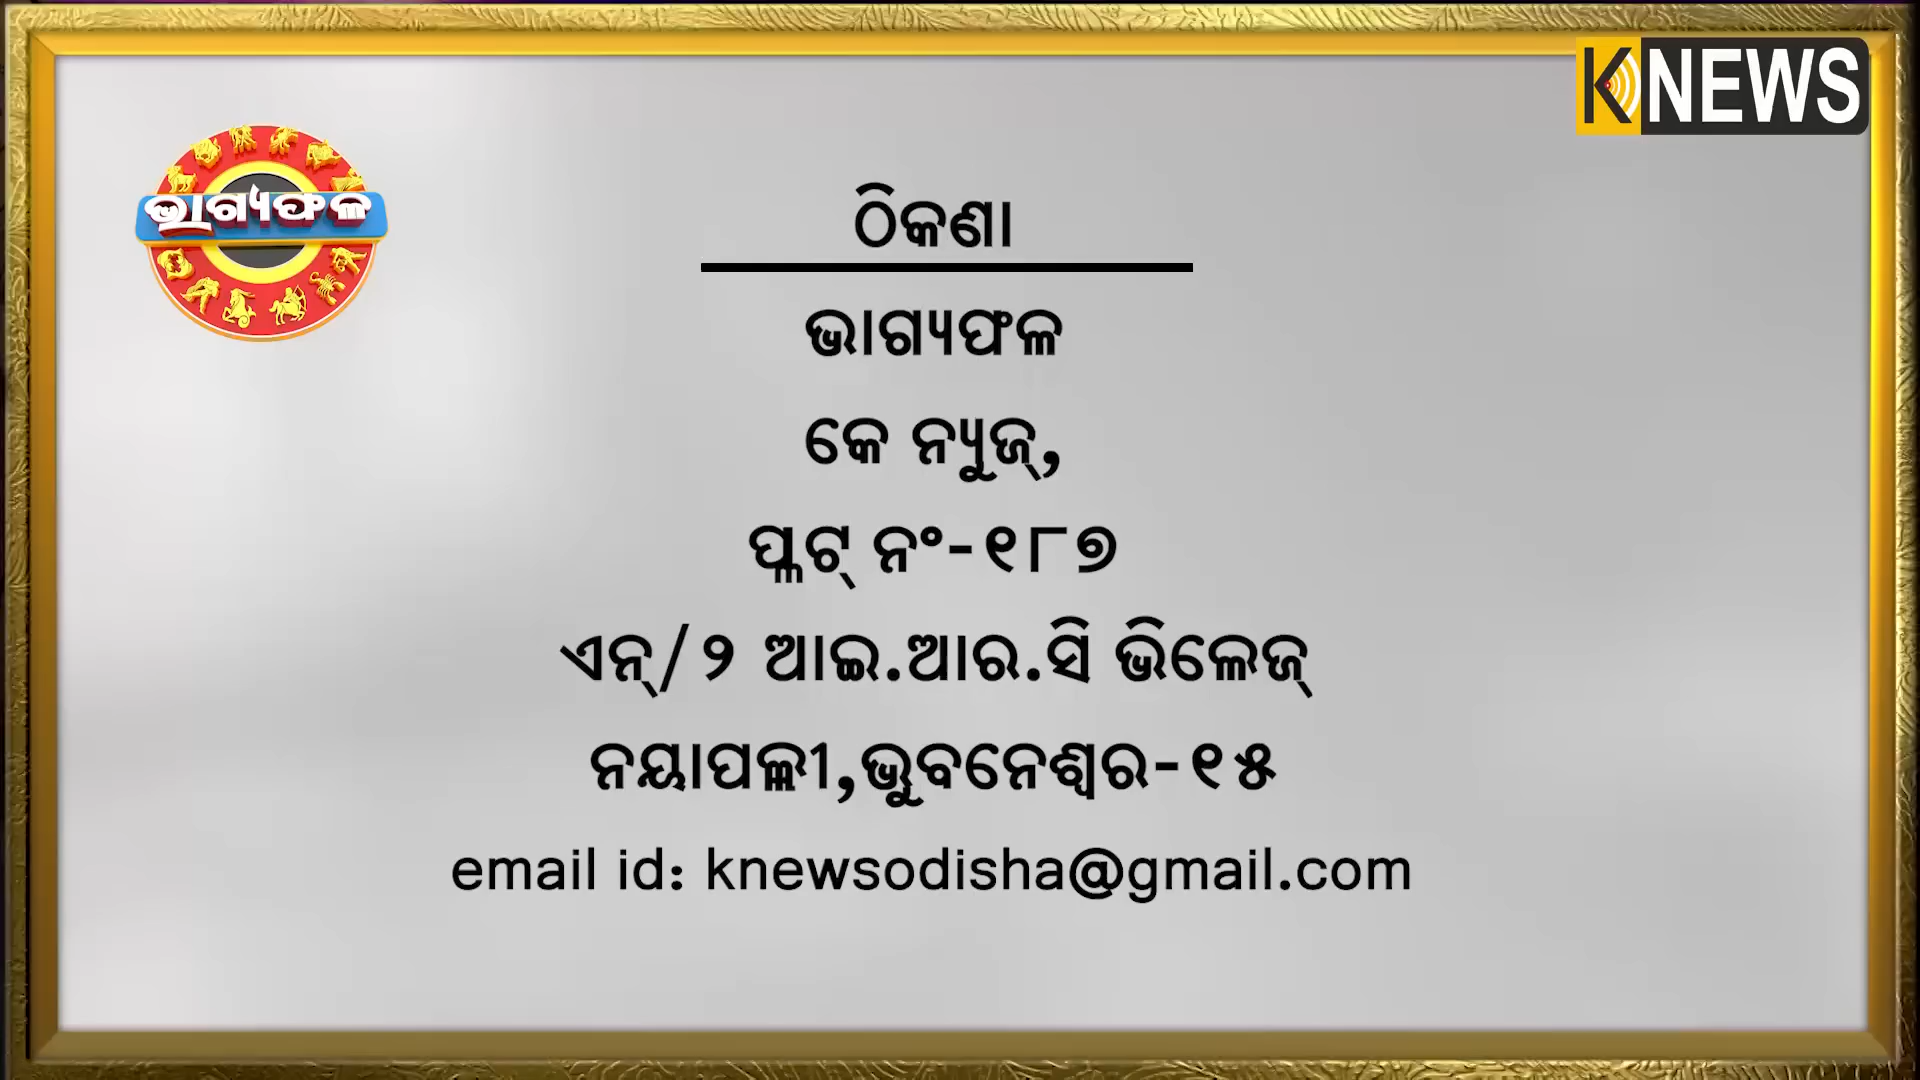 KNEWS
ଭାଗ୍ୟଫଳ
ଠିକଣା
ଭାଗ୍ୟଫଳ
କେ ନ୍ୟୁଜ୍,
ପ୍ଲଟ୍ ନଂ-୧୮୭
ଏନ୍/୨ ଆଇ.ଆର.ସି ଭିଲେଜ୍
ନୟାପଲ୍ଲୀ,ଭୁବନେଶ୍ୱର-୧୫
email id: knewsodisha@gmail.com